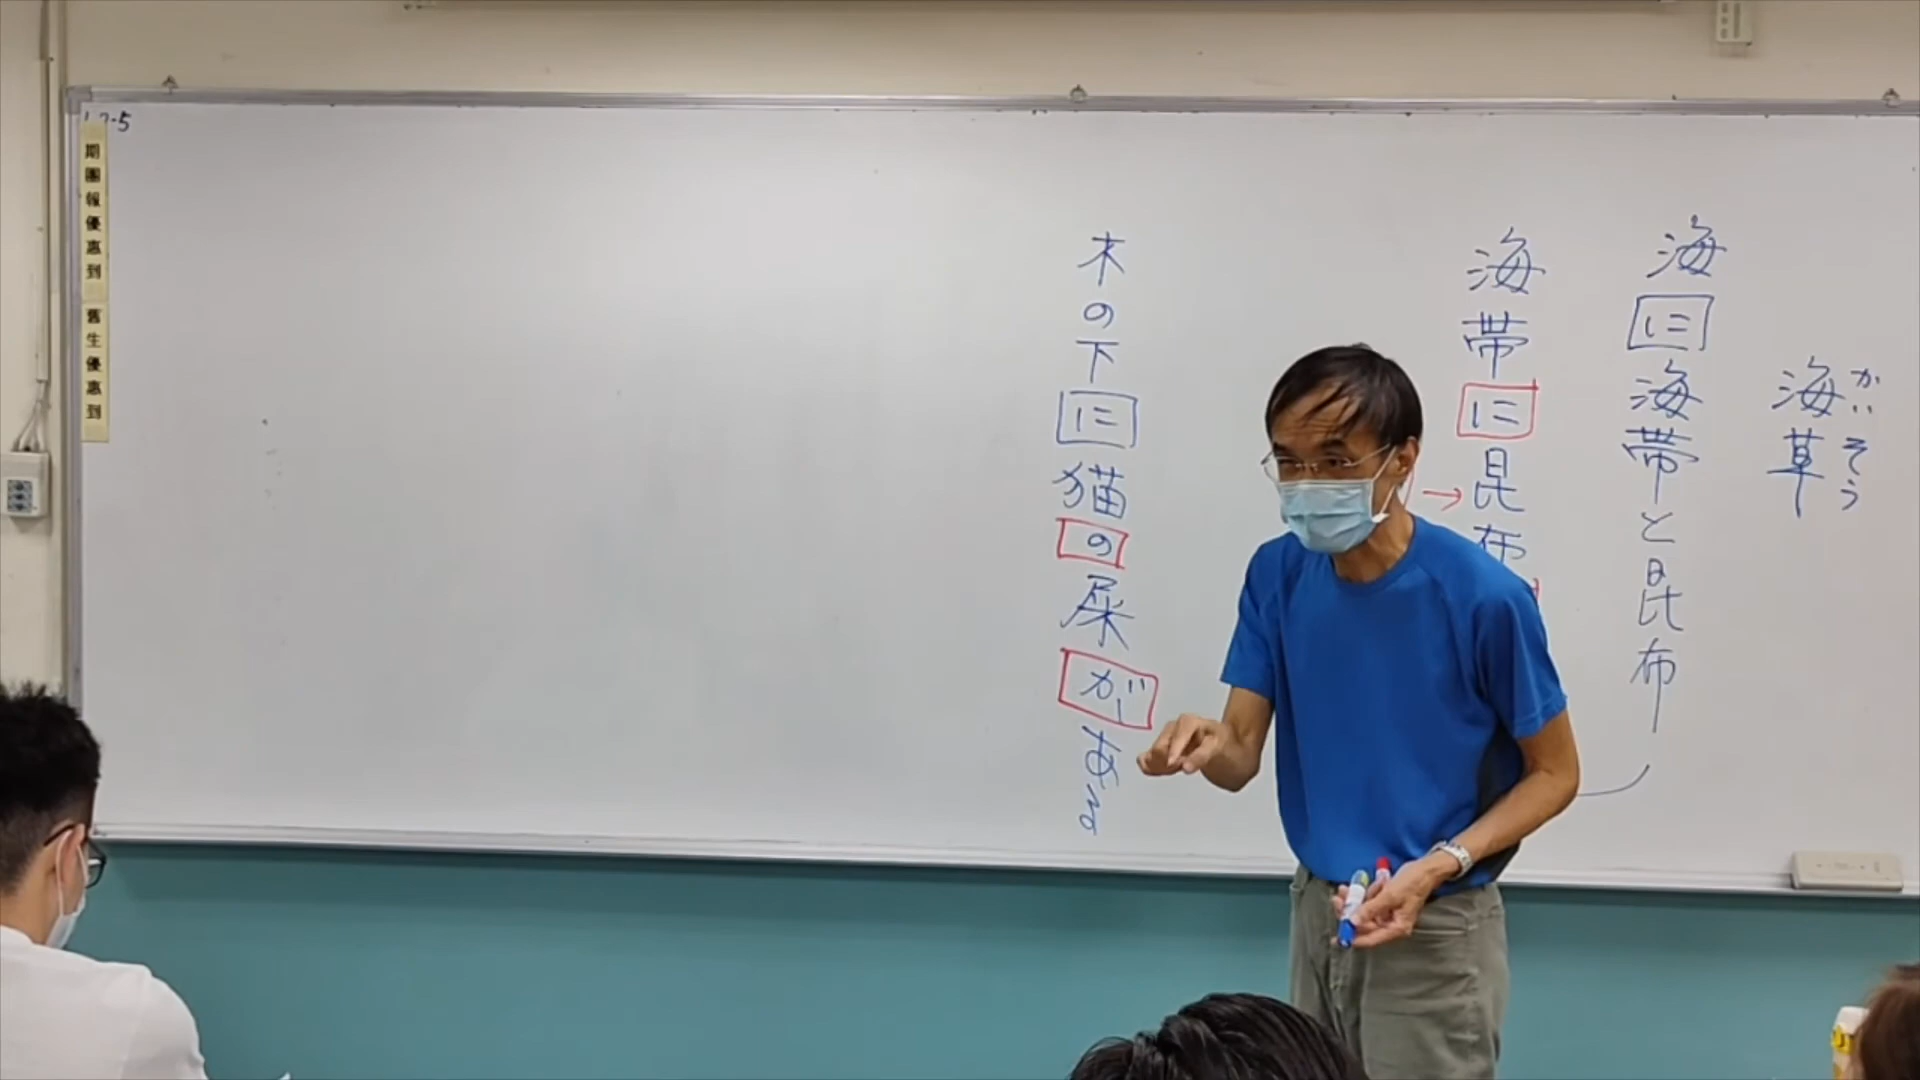 海草
かいそう
海に海帯と昆布
海帯に昆布
木の下に猫の屎がある
期團報優惠到
舊生優惠到